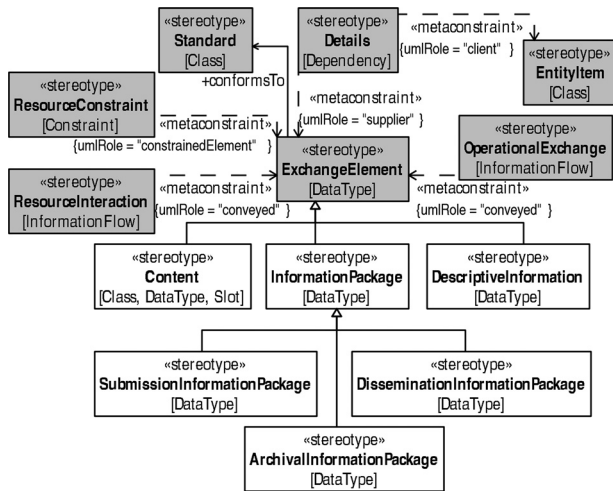 «stereotype»
Standard
[Class]
«stereotype»
Details
[Dependency]
«metaconstraint»
{umlRole = "client" }
«stereotype»
EntityItem
[Class]
+conformsTo
«stereotype»
ResourceConstraint
[Constraint]
«metaconstraint»
{umlRole = "constrainedElement" }
«metaconstraint»
{umlRole = "supplier" }
«stereotype»
OperationalExchange
[InformationFlow]
«stereotype»
ExchangeElement
[DataType]
«stereotype»
ResourceInteraction
[InformationFlow]
«metaconstraint»
{umlRole = "conveyed" }
«metaconstraint»
{umlRole = "conveyed" }
«stereotype»
Content
[Class, DataType, Slot]
«stereotype»
InformationPackage
[DataType]
«stereotype»
DescriptiveInformation
[DataType]
«stereotype»
SubmissionInformationPackage
[DataType]
«stereotype»
DisseminationInformationPackage
[DataType]
«stereotype»
ArchivalInformationPackage
[DataType]